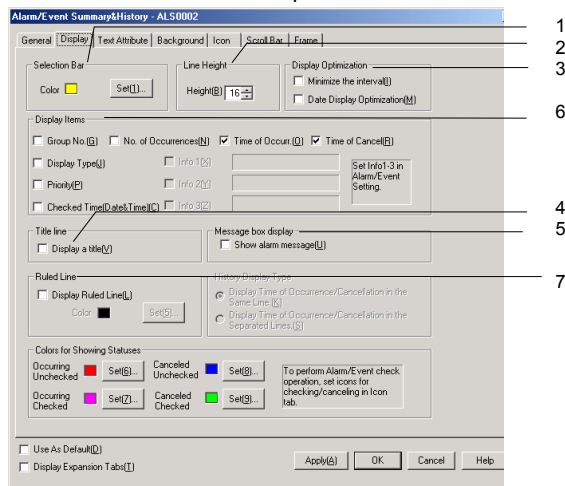 Alarm/Event Summary&History - ALS0002
General Display Text Attribute Background Icon Scroll Bar Frame
1
2
3
Selection Bar
Color Set(1)...
Line Height
Height(B) 16
Display Optimization
Minimize the interval(I)
Date Display Optimization(M)
6
Display Items
Group No.(G) No. of Occurrences(N) Time of Occurr.(O) Time of Cancel(R)
Display Type(J) Info 1(X)
Priority(P) Info 2(Y)
Checked Time(Date&Time)(C) Info 3(Z)
Set Info1-3 in
Alarm/Event
Setting.
4
5
Title line
Display a title(V)
Message box display
Show alarm message(U)
7
Ruled Line
Display Ruled Line(L)
Color Set(5)...
History Display Type
Display Time of Occurrence/Cancellation in the
Same Line.(K)
Display Time of Occurrence/Cancellation in the
Separated Lines.(S)
Colors for Showing Statuses
Occurring
Unchecked Set(6)...
Canceled
Unchecked Set(8)...
Occurring
Checked Set(7)...
Canceled
Checked Set(9)...
To perform Alarm/Event check
operation, set icons for
checking/canceling in Icon
tab.
Use As Default(D)
Display Expansion Tabs(T)
Apply(A) OK Cancel Help